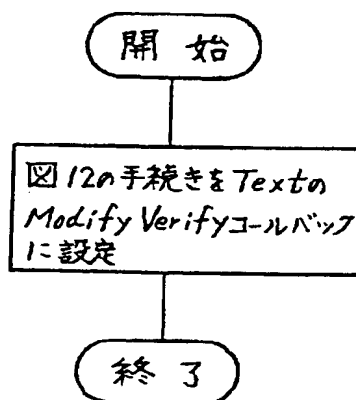 開始
図12の手続きをTextの
Modify Verifyコールバック
に設定
終了